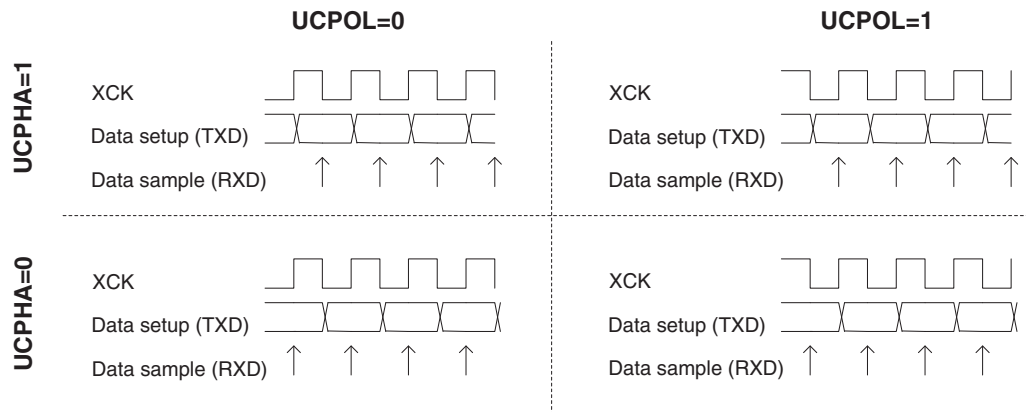 UCPOL=0
UCPOL=1
UCPHA=1
XCK
Data setup (TXD)
Data sample (RXD)
XCK
Data setup (TXD)
Data sample (RXD)
UCPHA=0
XCK
Data setup (TXD)
Data sample (RXD)
XCK
Data setup (TXD)
Data sample (RXD)